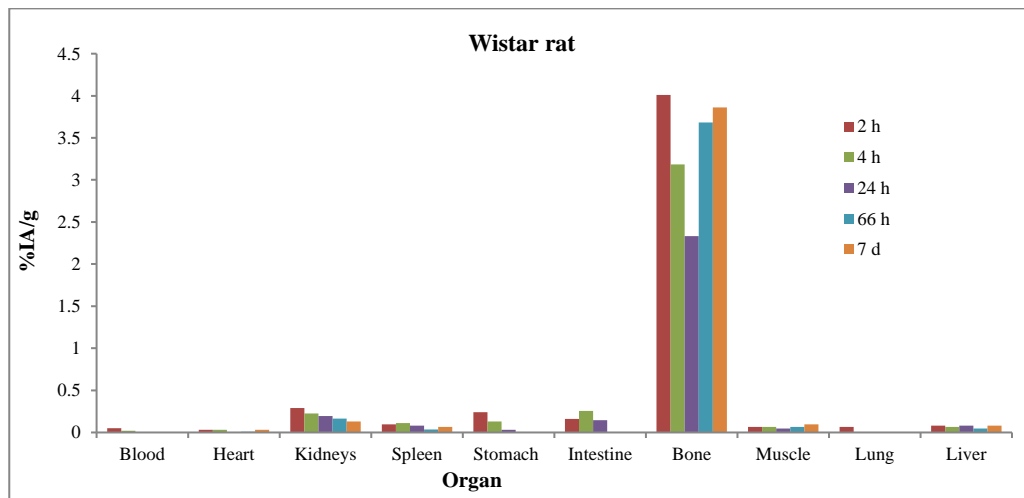 Wistar rat
4.5
4
3.5
3
2.5
2
1.5
1
0.5
0
%IA/g
2 h
4 h
24 h
66 h
7 d
Blood Heart Kidneys Spleen Stomach Intestine Bone Muscle Lung Liver
Organ